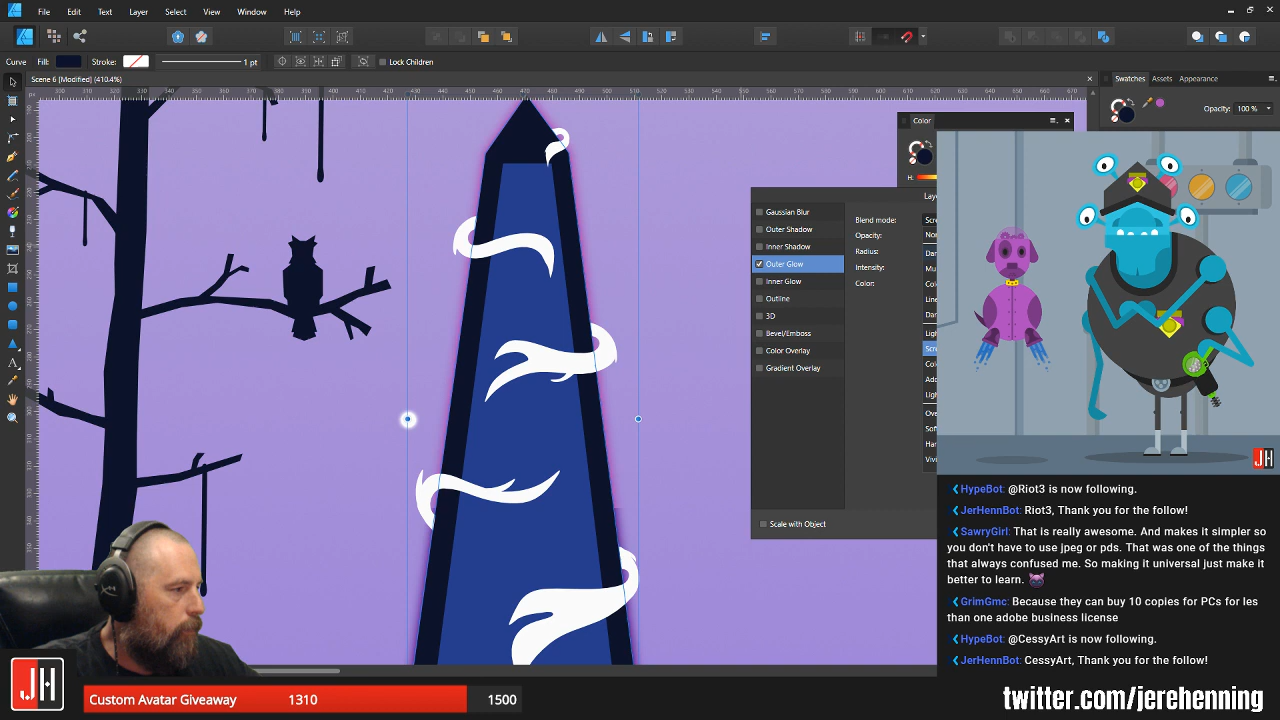 File Edit Text Layer Select View Window Help
Curve Fill: Stroke: 1 pt Lock Children
Scene 6 [Modified] (410.4%)
Swatches Assets Appearance
Opacity: 100 %
Color
H:
Gaussian Blur
Outer Shadow
Inner Shadow
Outer Glow
Inner Glow
Outline
3D
Bevel/Emboss
Color Overlay
Gradient Overlay
Blend mode:
Opacity:
Radius:
Intensity:
Color:
Scale with Object
JH
HypeBot: @Riot3 is now following.
JerHennBot: Riot3, Thank you for the follow!
SawryGirl: That is really awesome. And makes it simpler so
you don't have to use jpeg or pds. That was one of the things
that always confused me. So making it universal just make it
better to learn.
GrimGmc: Because they can buy 10 copies for PCs for les
than one adobe business license
HypeBot: @CessyArt is now following.
JerHennBot: CessyArt, Thank you for the follow!
JH
Custom Avatar Giveaway 1310 1500
twitter.com/jerehenning